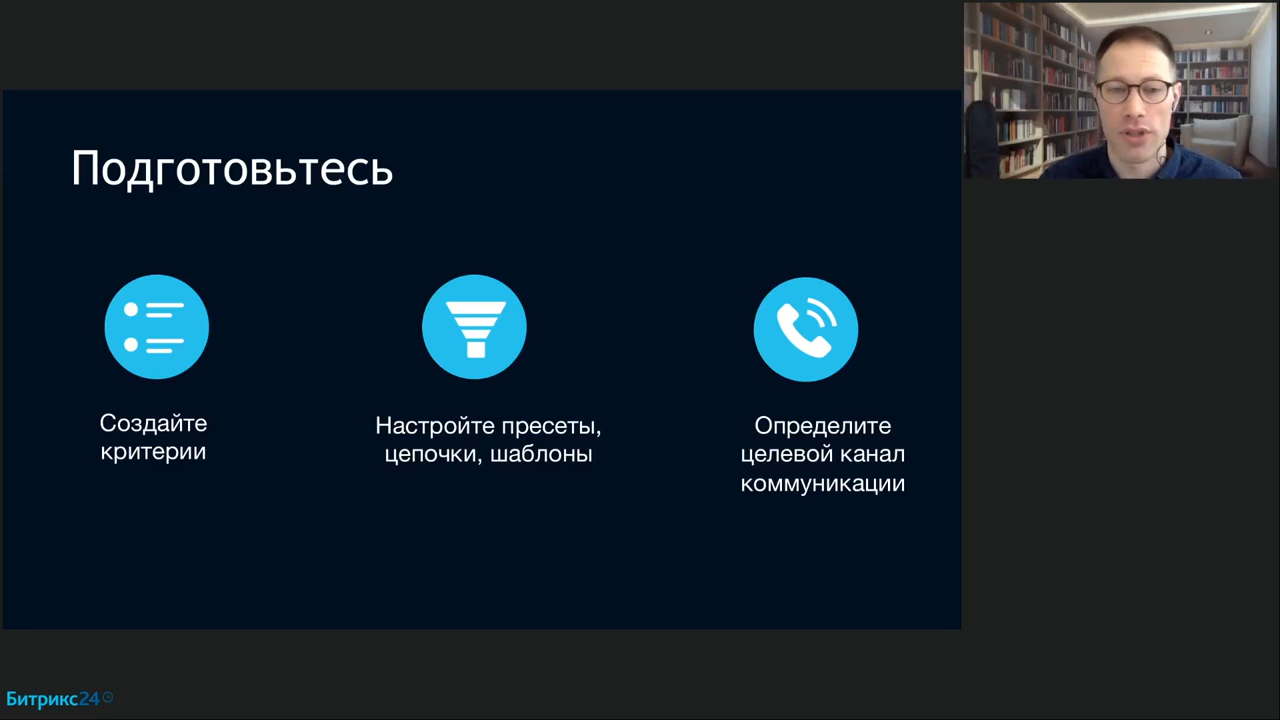 Подготовьтесь
Создайте
критерии
Настройте пресеты,
цепочки, шаблоны
Определите
целевой канал
коммуникации
Битрикс24